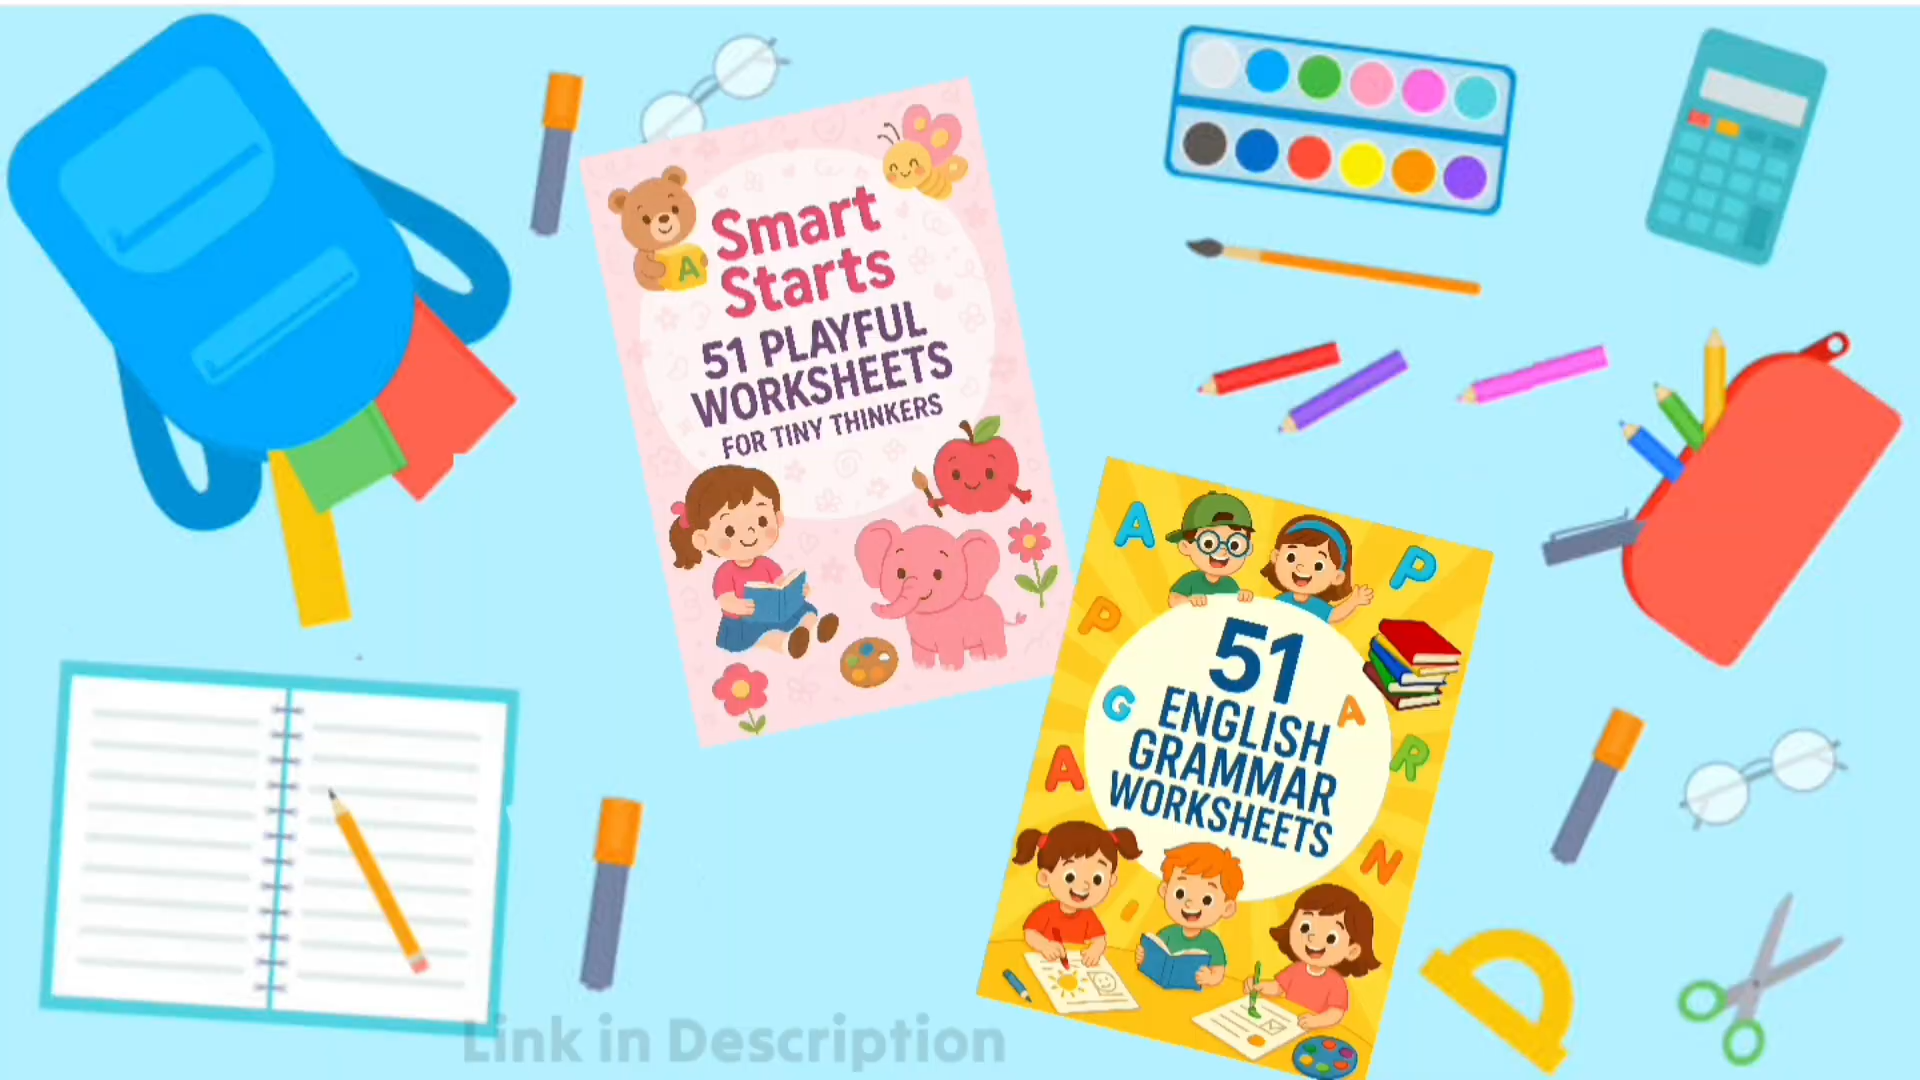 Smart
Starts
51 PLAYFUL
WORKSHEETS
FOR TINY THINKERS
A
A
P
P
51
G
A
ENGLISH
GRAMMAR
R
A
WORKSHEETS
N
Link in Description